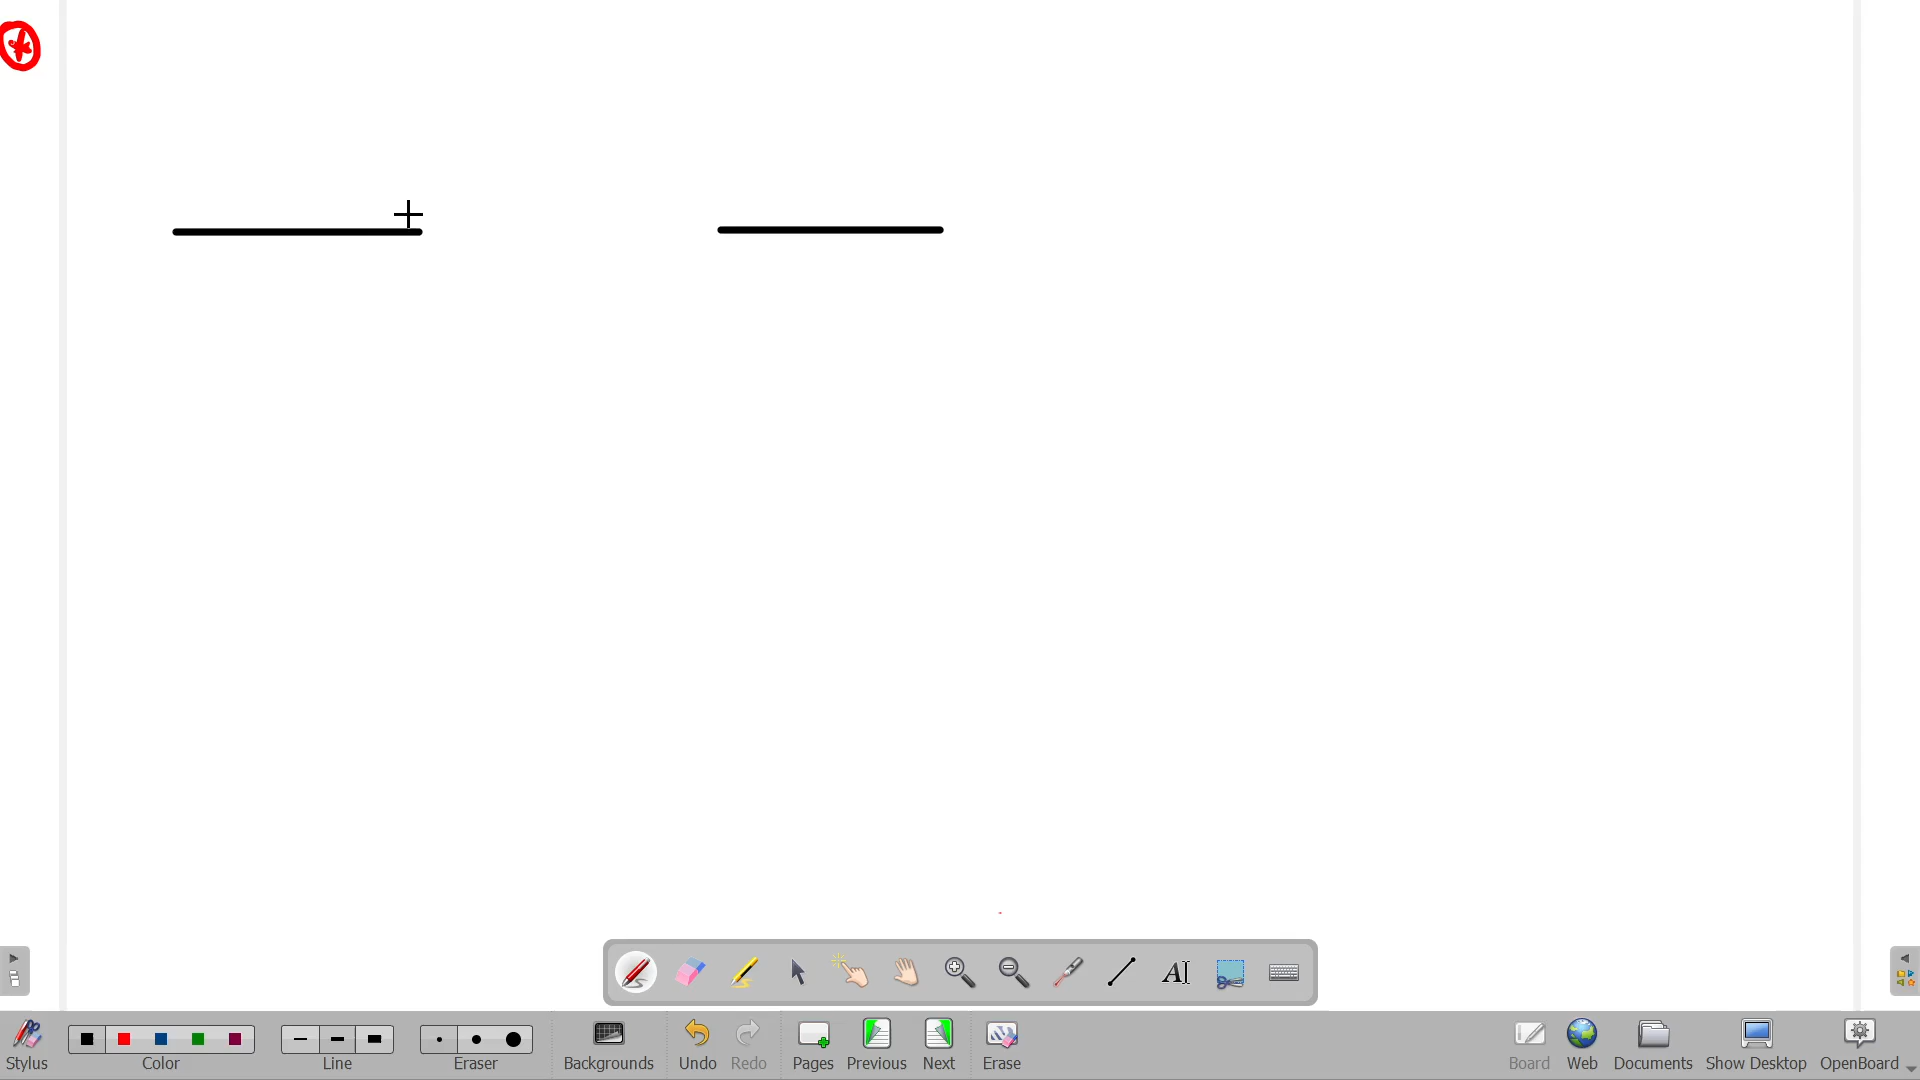 Stylus
Color
Line
Eraser
Backgrounds
Undo
Redo
Pages
Previous
Next
Erase
Board
Web
Documents
Show Desktop
OpenBoard